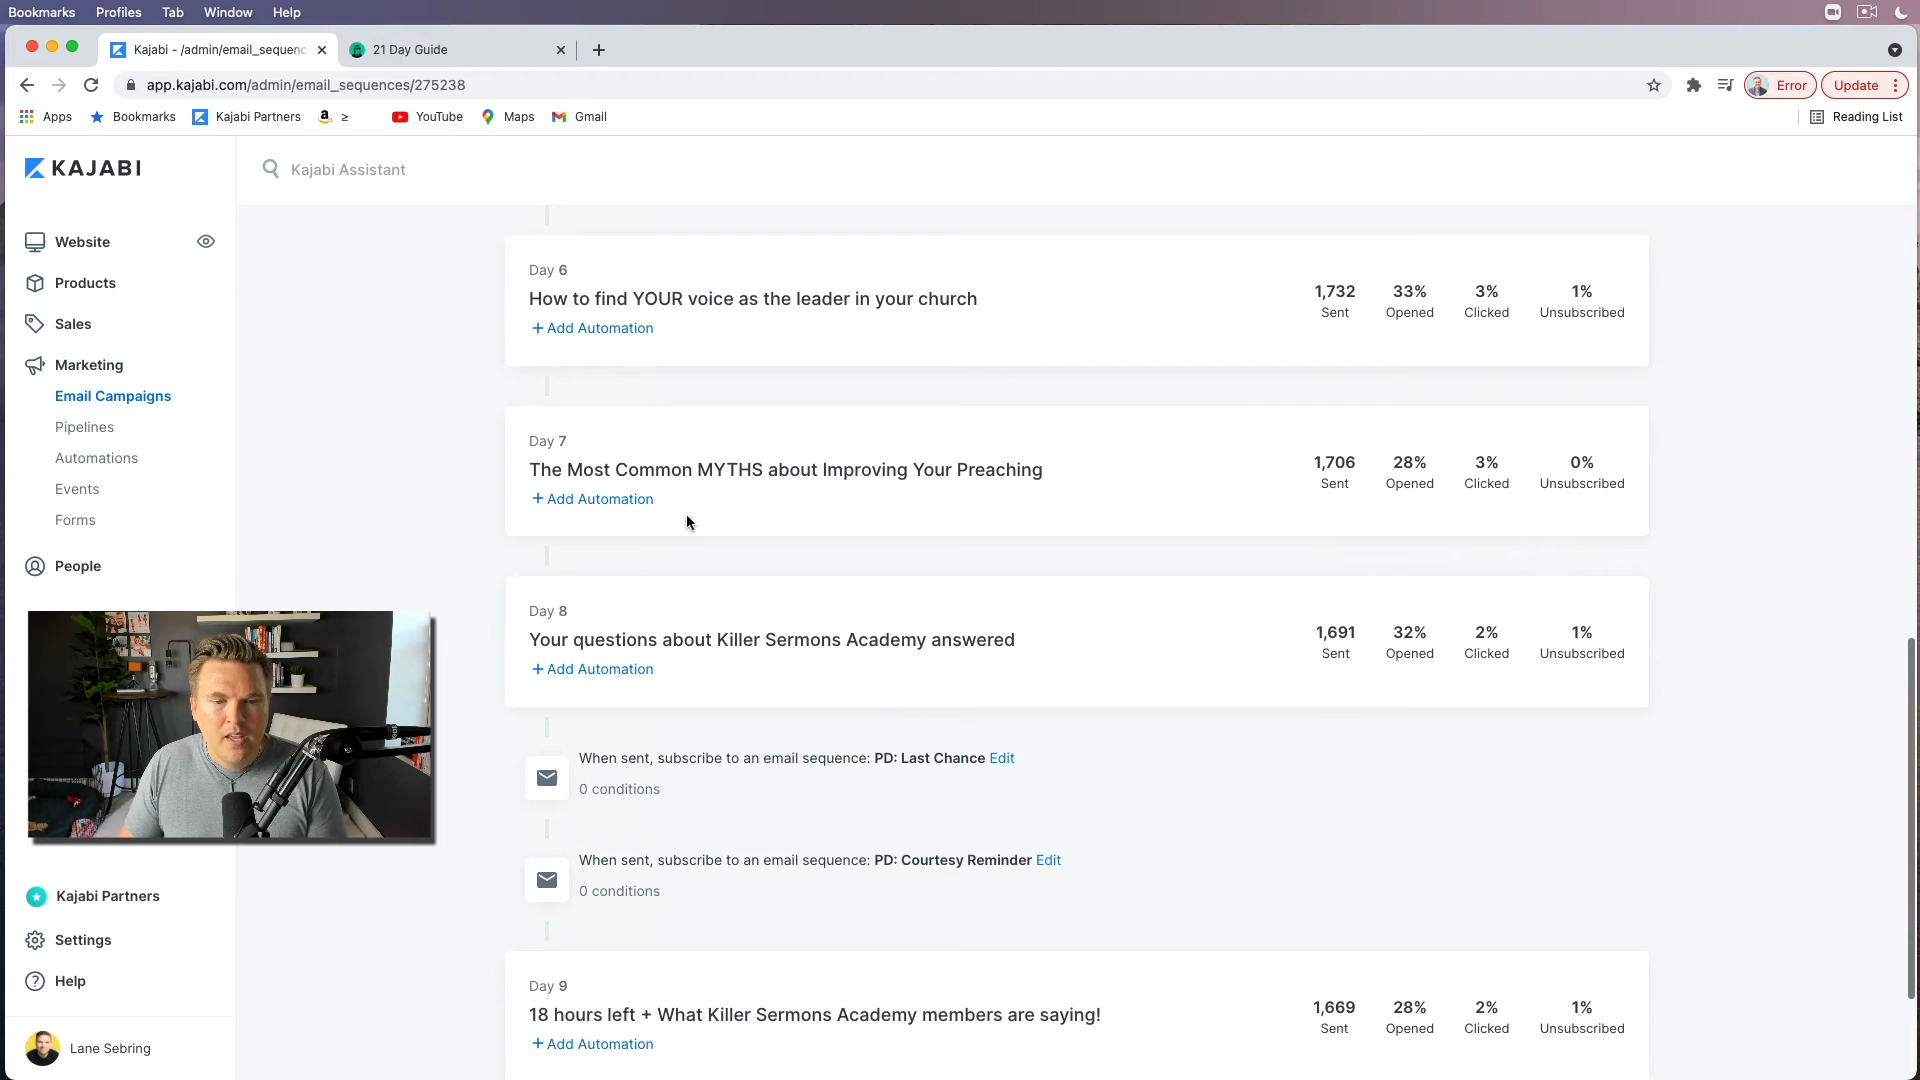 Bookmarks Profiles Tab Window Help
Kajabi - /admin/email_sequenc
21 Day Guide
app.kajabi.com/admin/email_sequences/275238
Error
Update
Apps
Bookmarks
Kajabi Partners
≥
YouTube
Maps
Gmail
Reading List
KAJABI
Kajabi Assistant
Website
Products
Sales
Marketing
Email Campaigns
Pipelines
Automations
Events
Forms
People
Kajabi Partners
Settings
Help
Lane Sebring
Day 6
How to find YOUR voice as the leader in your church
+ Add Automation
1,732 33% 3% 1%
Sent Opened Clicked Unsubscribed
Day 7
The Most Common MYTHS about Improving Your Preaching
+ Add Automation
1,706 28% 3% 0%
Sent Opened Clicked Unsubscribed
Day 8
Your questions about Killer Sermons Academy answered
+ Add Automation
1,691 32% 2% 1%
Sent Opened Clicked Unsubscribed
When sent, subscribe to an email sequence: PD: Last Chance Edit
0 conditions
When sent, subscribe to an email sequence: PD: Courtesy Reminder Edit
0 conditions
Day 9
18 hours left + What Killer Sermons Academy members are saying!
+ Add Automation
1,669 28% 2% 1%
Sent Opened Clicked Unsubscribed